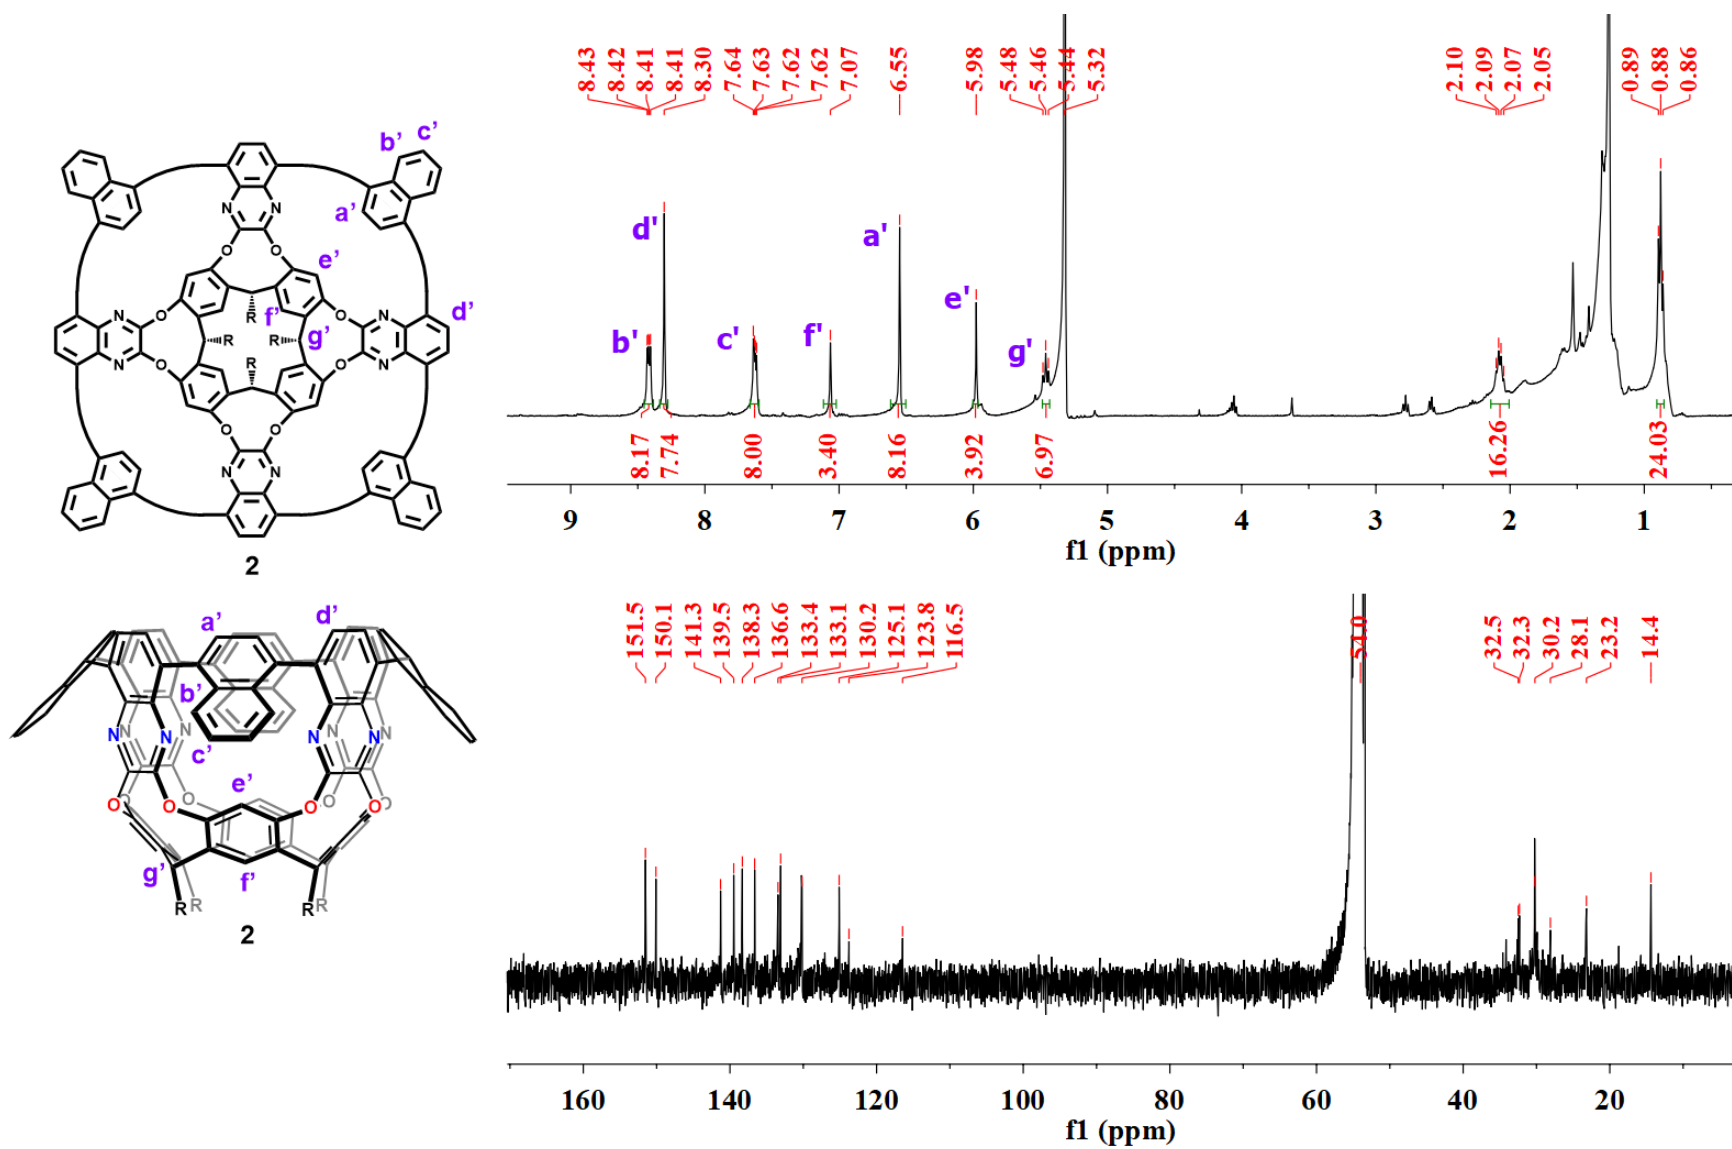 b’ c’
a’
N N
O O
e’
N O O N d’
R
f’
g’
R R
R
N O O N
O O
N N
2
a’ d’
b’
N N N N N N N N
c’
e’
O O O O O O O O
g’ f’
R R R R
2
8.43 8.42 8.41 8.41 8.30 7.64 7.63 7.62 7.62 7.07 6.55 5.98 5.48 5.46 5.44 5.32 2.10 2.09 2.07 2.05 0.89 0.88 0.86
d' a'
e'
b' c' f' g'
8.17 7.74 8.00 3.40 8.16 3.92 6.97 16.26 24.03
9 8 7 6 5 4 3 2 1
f1 (ppm)
151.5 150.1 141.3 139.5 138.3 136.6 133.4 133.1 130.2 125.1 123.8 116.5 54.0 32.5 32.3 30.2 28.1 23.2 14.4
160 140 120 100 80 60 40 20
f1 (ppm)